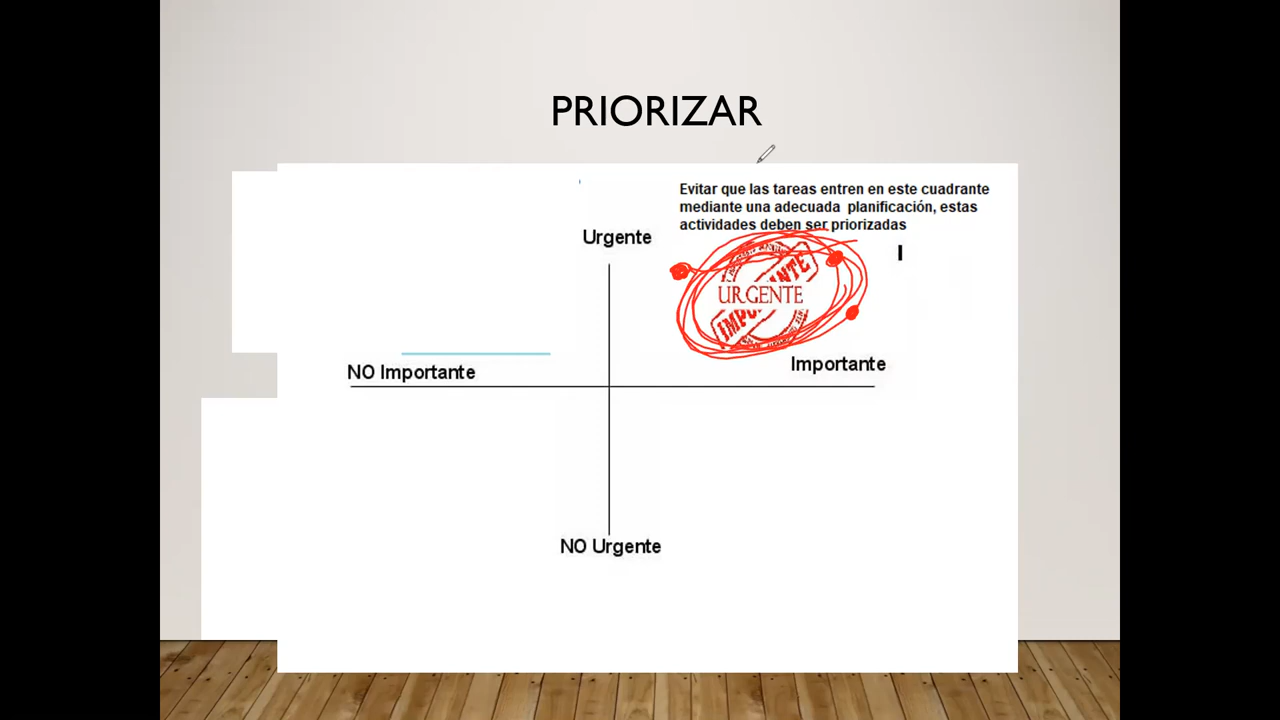 PRIORIZAR
Evitar que las tareas entren en este cuadrante
mediante una adecuada planificación, estas
actividades deben ser priorizadas
Urgente
I
URGENTE
NO Importante
Importante
NO Urgente